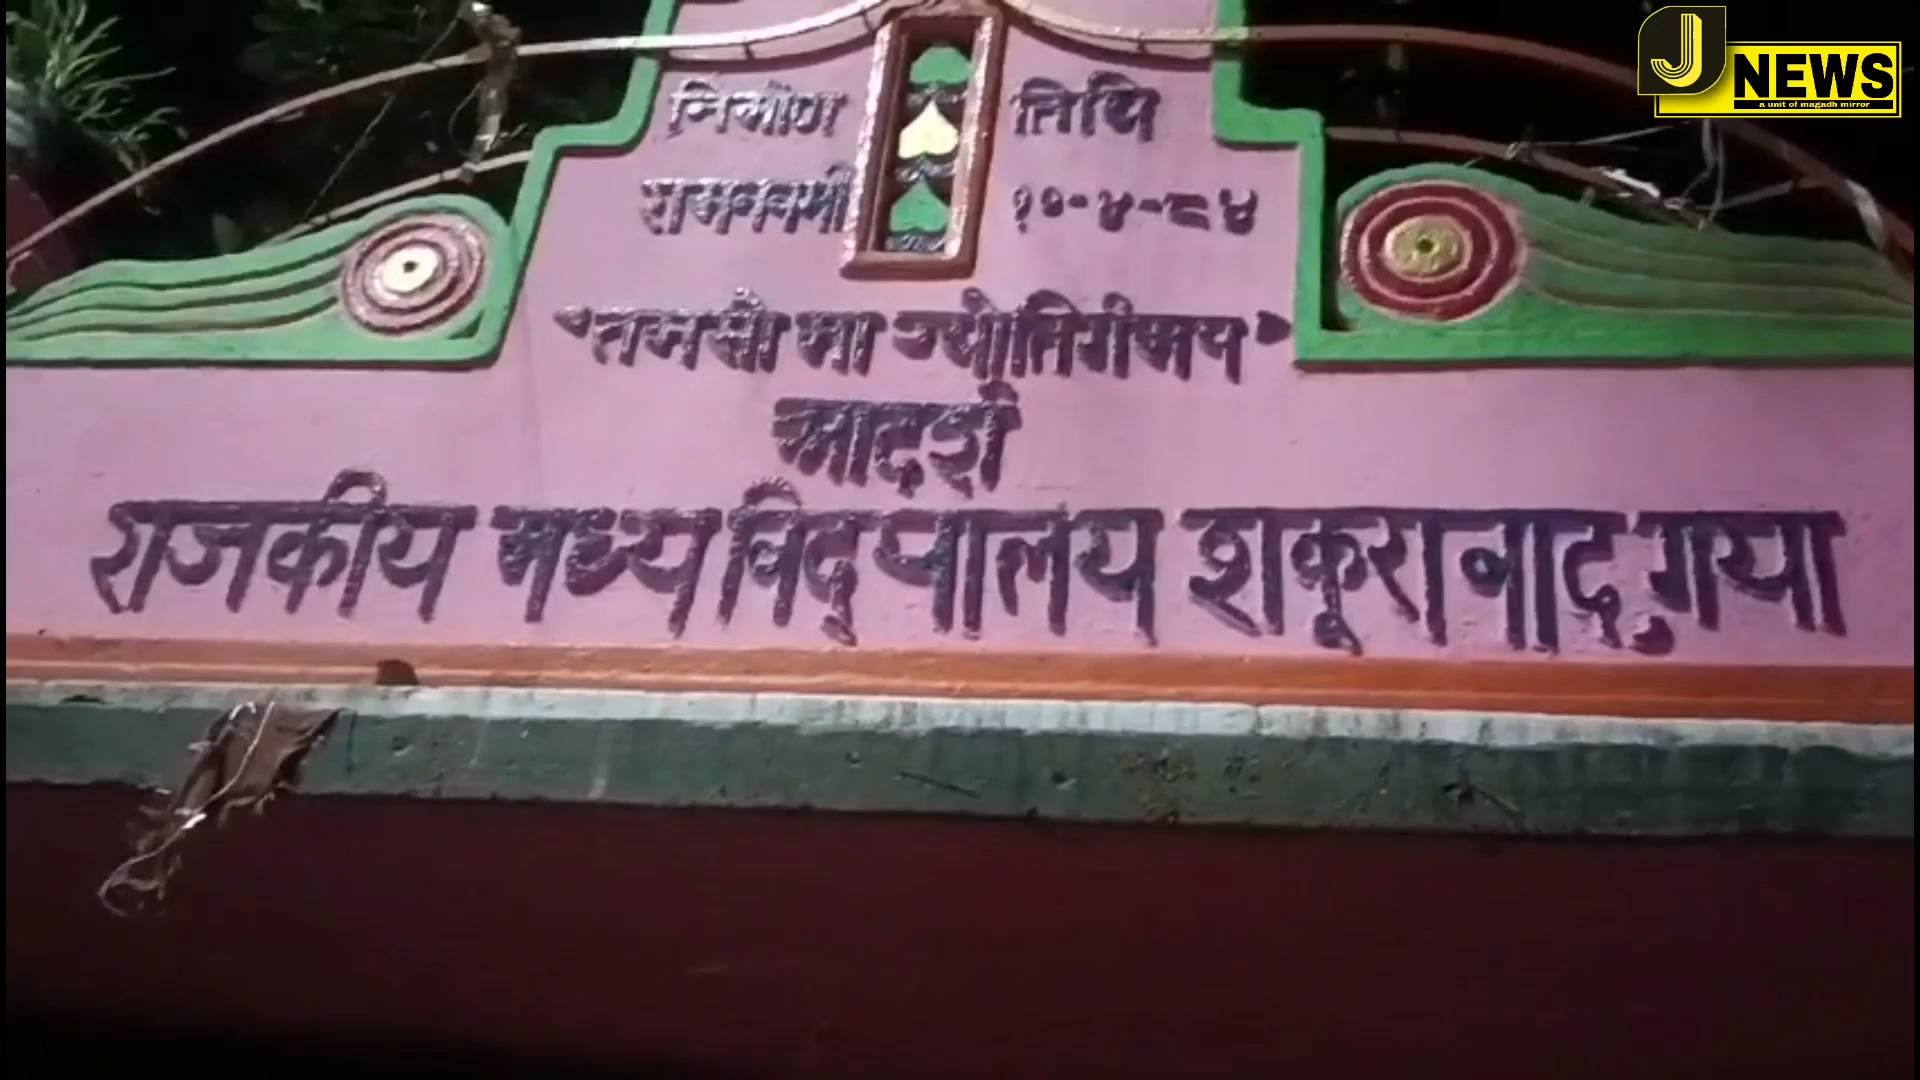 J NEWS
a unit of magadh mirror
निर्माण तिथि
रामनवमी १०-४-८४
"तमसो मा ज्योतिर्गमय"
आदर्श
राजकीय मध्य विद्यालय शकूराबाद, गया